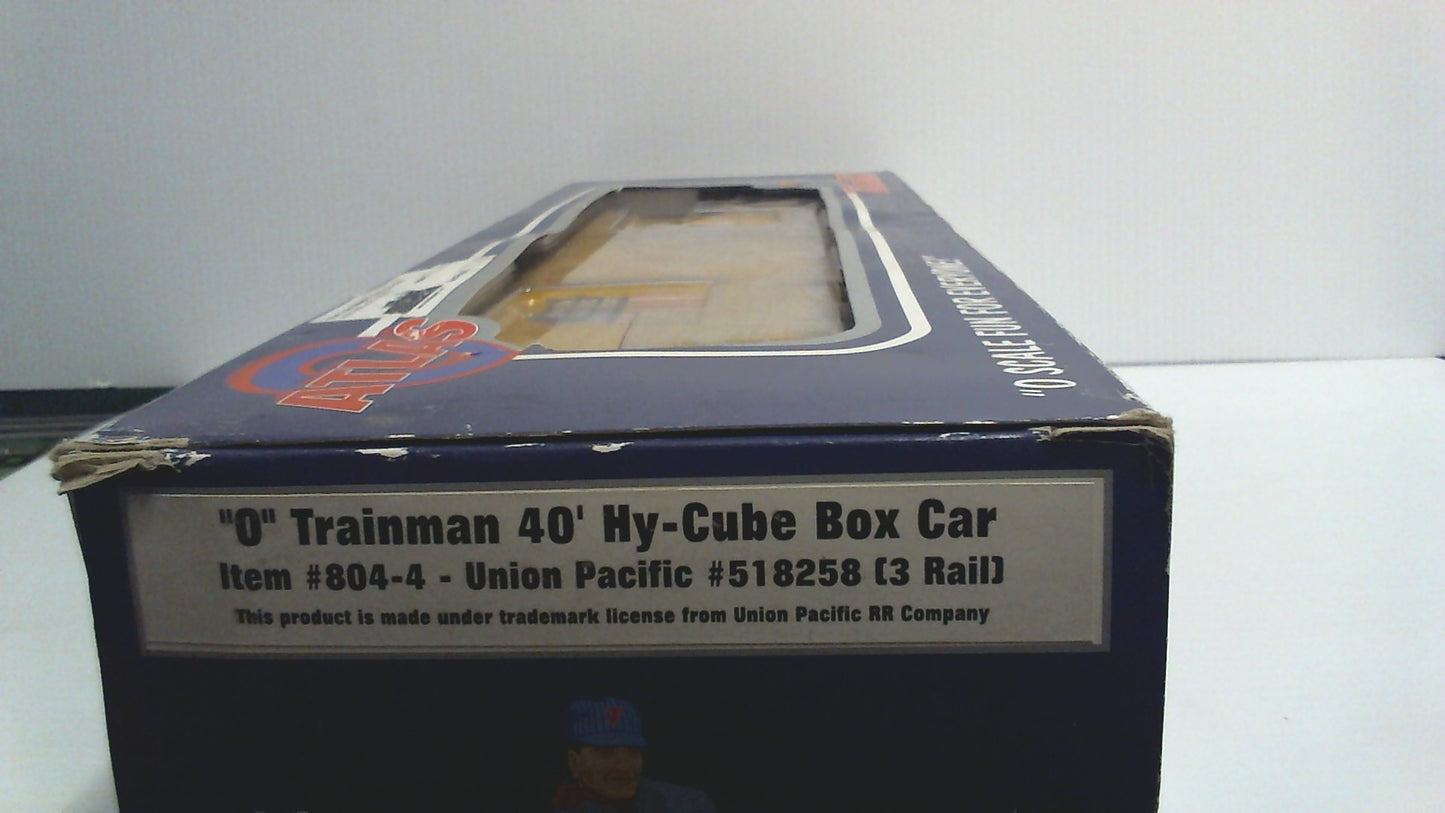 ATLAS
"O SCALE FUN FOR EVERYONE"
"O" Trainman 40' Hy-Cube Box Car
Item #804-4 - Union Pacific #518258 (3 Rail)
This product is made under trademark license from Union Pacific RR Company